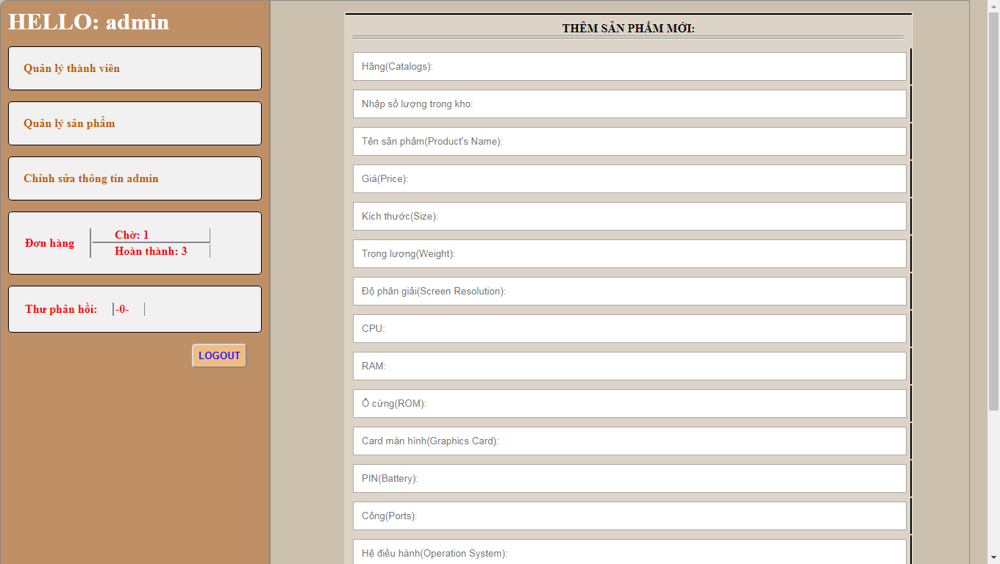 HELLO: admin
Quản lý thành viên
Quản lý sản phẩm
Chỉnh sửa thông tin admin
Đơn hàng
Chờ: 1
Hoàn thành: 3
Thư phản hồi: -0-
LOGOUT
THÊM SẢN PHẨM MỚI:
Hãng(Catalogs):
Nhập số lượng trong kho:
Tên sản phẩm(Product's Name):
Giá(Price):
Kích thước(Size):
Trọng lượng(Weight):
Độ phân giải(Screen Resolution):
CPU:
RAM:
Ổ cứng(ROM):
Card màn hình(Graphics Card):
PIN(Battery):
Cổng(Ports):
Hệ điều hành(Operation System):